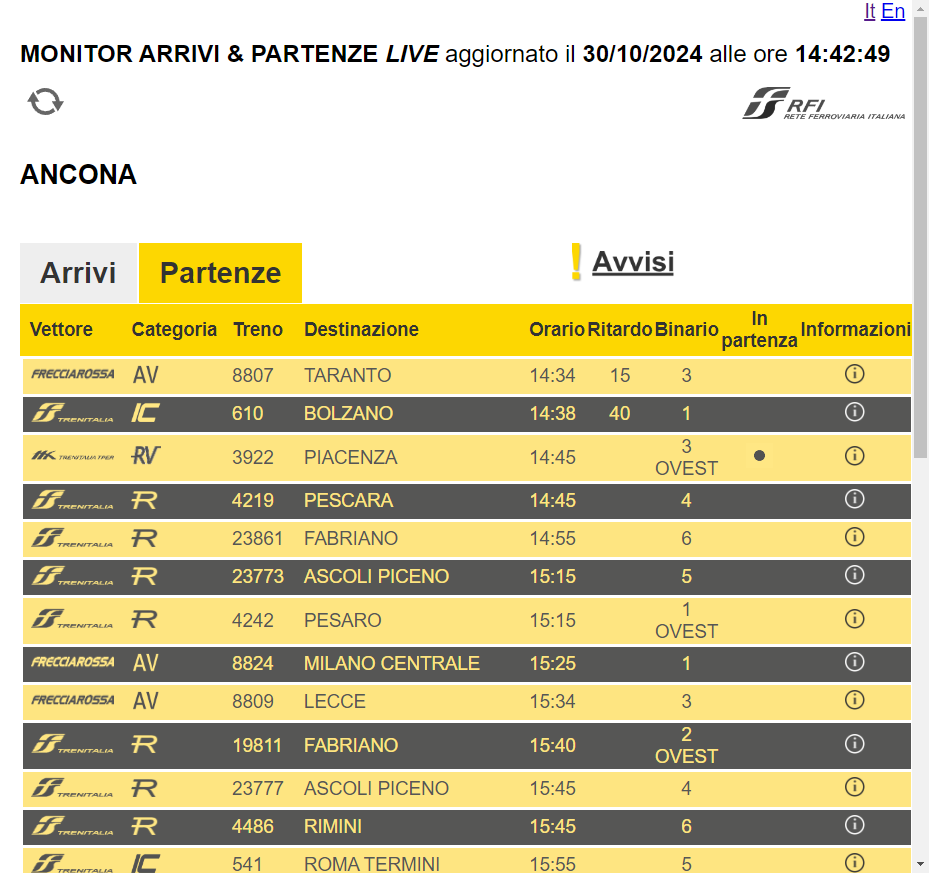 It En
MONITOR ARRIVI & PARTENZE LIVE aggiornato il 30/10/2024 alle ore 14:42:49
RFI
RETE FERROVIARIA ITALIANA
ANCONA
Arrivi Partenze ! Avvisi
Vettore Categoria Treno Destinazione Orario Ritardo Binario In partenza Informazioni
FRECCIAROSSA AV 8807 TARANTO 14:34 15 3
TRENITALIA IC 610 BOLZANO 14:38 40 1
TRENITALIA TPER RV 3922 PIACENZA 14:45 3 OVEST
TRENITALIA R 4219 PESCARA 14:45 4
TRENITALIA R 23861 FABRIANO 14:55 6
TRENITALIA R 23773 ASCOLI PICENO 15:15 5
TRENITALIA R 4242 PESARO 15:15 1 OVEST
FRECCIAROSSA AV 8824 MILANO CENTRALE 15:25 1
FRECCIAROSSA AV 8809 LECCE 15:34 3
TRENITALIA R 19811 FABRIANO 15:40 2 OVEST
TRENITALIA R 23777 ASCOLI PICENO 15:45 4
TRENITALIA R 4486 RIMINI 15:45 6
TRENITALIA IC 541 ROMA TERMINI 15:55 5